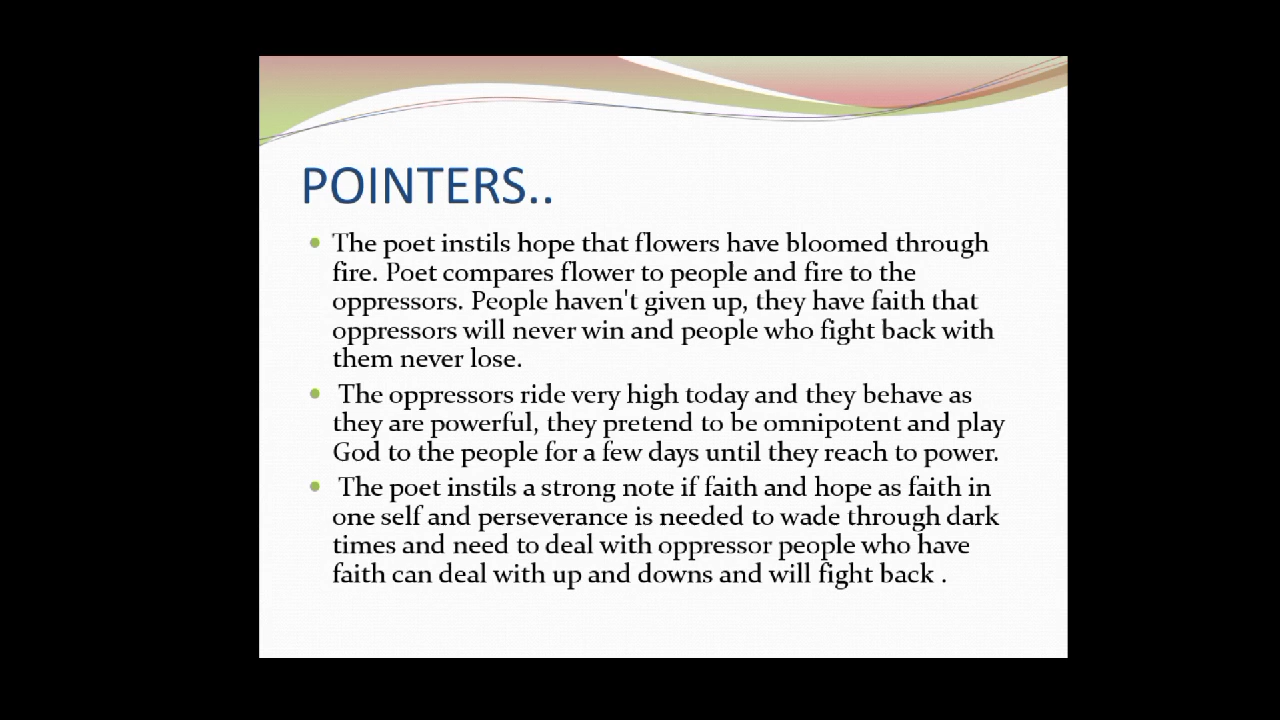 POINTERS..
The poet instils hope that flowers have bloomed through
fire. Poet compares flower to people and fire to the
oppressors. People haven't given up, they have faith that
oppressors will never win and people who fight back with
them never lose.
The oppressors ride very high today and they behave as
they are powerful, they pretend to be omnipotent and play
God to the people for a few days until they reach to power.
The poet instils a strong note if faith and hope as faith in
one self and perseverance is needed to wade through dark
times and need to deal with oppressor people who have
faith can deal with up and downs and will fight back .